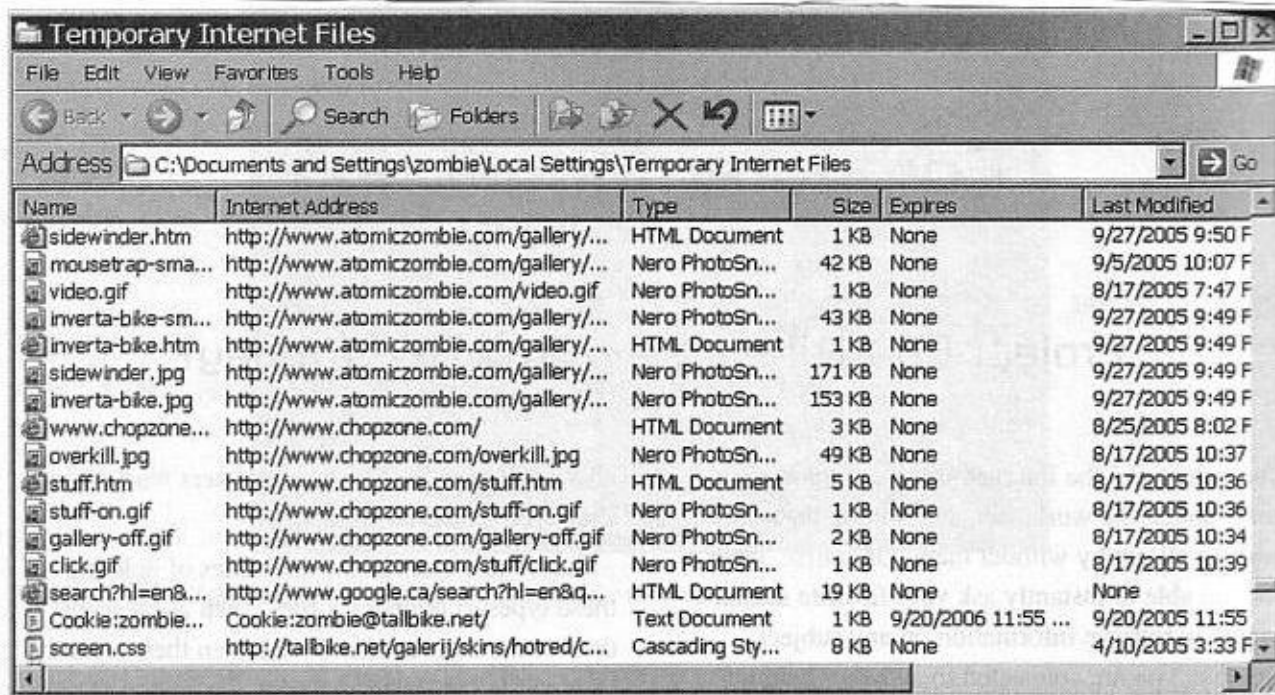 Temporary Internet Files
File Edit View Favorites Tools Help
Back Search Folders
Address C:\Documents and Settings\zombie\Local Settings\Temporary Internet Files Go
Name Internet Address Type Size Expires Last Modified
sidewinder.htm http://www.atomiczombie.com/gallery/... HTML Document 1 KB None 9/27/2005 9:50 F
mousetrap-sma... http://www.atomiczombie.com/gallery/... Nero PhotoSn... 42 KB None 9/5/2005 10:07 F
video.gif http://www.atomiczombie.com/video.gif Nero PhotoSn... 1 KB None 8/17/2005 7:47 F
inverta-bike-sm... http://www.atomiczombie.com/gallery/... Nero PhotoSn... 43 KB None 9/27/2005 9:49 F
inverta-bike.htm http://www.atomiczombie.com/gallery/... HTML Document 1 KB None 9/27/2005 9:49 F
sidewinder.jpg http://www.atomiczombie.com/gallery/... Nero PhotoSn... 171 KB None 9/27/2005 9:49 F
inverta-bike.jpg http://www.atomiczombie.com/gallery/... Nero PhotoSn... 153 KB None 9/27/2005 9:49 F
www.chopzone... http://www.chopzone.com/ HTML Document 3 KB None 8/25/2005 8:02 F
overkill.jpg http://www.chopzone.com/overkill.jpg Nero PhotoSn... 49 KB None 8/17/2005 10:37
stuff.htm http://www.chopzone.com/stuff.htm HTML Document 5 KB None 8/17/2005 10:36
stuff-on.gif http://www.chopzone.com/stuff-on.gif Nero PhotoSn... 1 KB None 8/17/2005 10:36
gallery-off.gif http://www.chopzone.com/gallery-off.gif Nero PhotoSn... 2 KB None 8/17/2005 10:34
click.gif http://www.chopzone.com/stuff/click.gif Nero PhotoSn... 1 KB None 8/17/2005 10:39
search?hl=en&... http://www.google.ca/search?hl=en&q... HTML Document 19 KB None None
Cookie:zombie... Cookie:zombie@tallbike.net/ Text Document 1 KB 9/20/2006 11:55 ... 9/20/2005 11:55
screen.css http://tallbike.net/galerij/skins/hotred/c... Cascading Sty... 8 KB None 4/10/2005 3:33 F